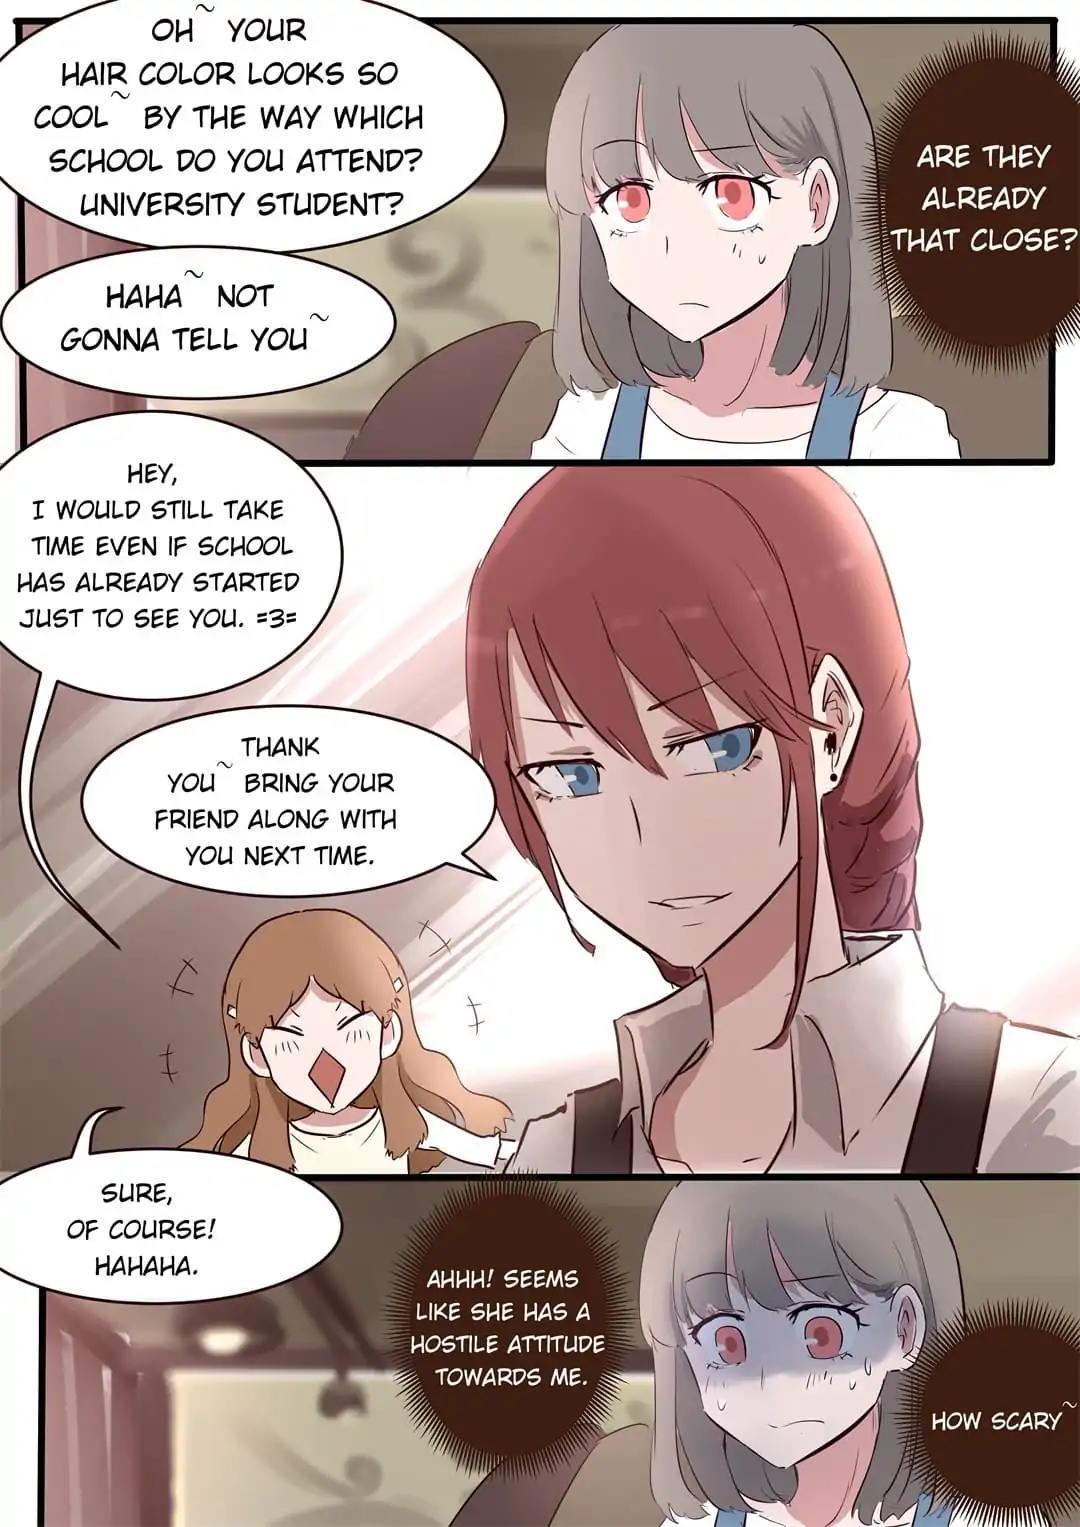 OH~ YOUR
HAIR COLOR LOOKS SO
COOL~ BY THE WAY WHICH
SCHOOL DO YOU ATTEND?
UNIVERSITY STUDENT?
ARE THEY
ALREADY
THAT CLOSE?
HAHA~ NOT
GONNA TELL YOU~
HEY,
I WOULD STILL TAKE
TIME EVEN IF SCHOOL
HAS ALREADY STARTED
JUST TO SEE YOU. =3=
THANK
YOU~ BRING YOUR
FRIEND ALONG WITH
YOU NEXT TIME.
SURE,
OF COURSE!
HAHAHA.
AHHH! SEEMS
LIKE SHE HAS A
HOSTILE ATTITUDE
TOWARDS ME.
HOW SCARY~